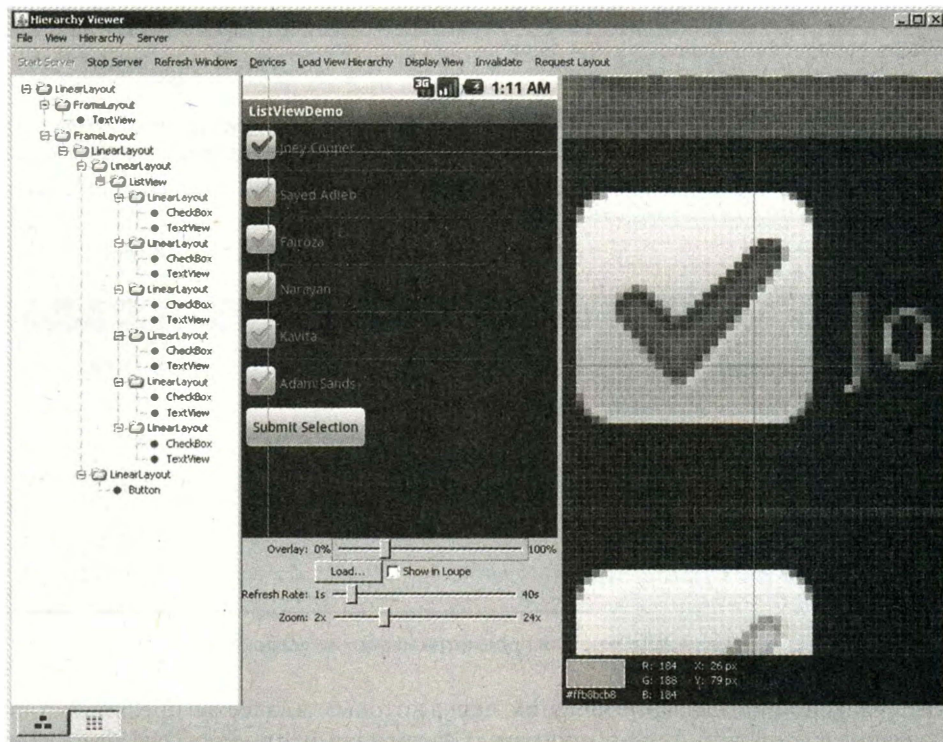 Hierarchy Viewer
File View Hierarchy Server
Start Server Stop Server Refresh Windows Devices Load View Hierarchy Display View Invalidate Request Layout
LinearLayout
FrameLayout
TextView
FrameLayout
LinearLayout
LinearLayout
ListView
LinearLayout
CheckBox
TextView
LinearLayout
CheckBox
TextView
LinearLayout
CheckBox
TextView
LinearLayout
CheckBox
TextView
LinearLayout
CheckBox
TextView
LinearLayout
CheckBox
TextView
LinearLayout
Button
3G 1:11 AM
ListViewDemo
Joey Copper
Sayed Adieb
Fairoza
Narayan
Kavita
Adam Sands
Submit Selection
Overlay: 0% 100%
Load... Show in Loupe
Refresh Rate: 1s 40s
Zoom: 2x 24x
Jo
R: 184 X: 26 px
G: 188 Y: 79 px
#ffb8bcb8 B: 184